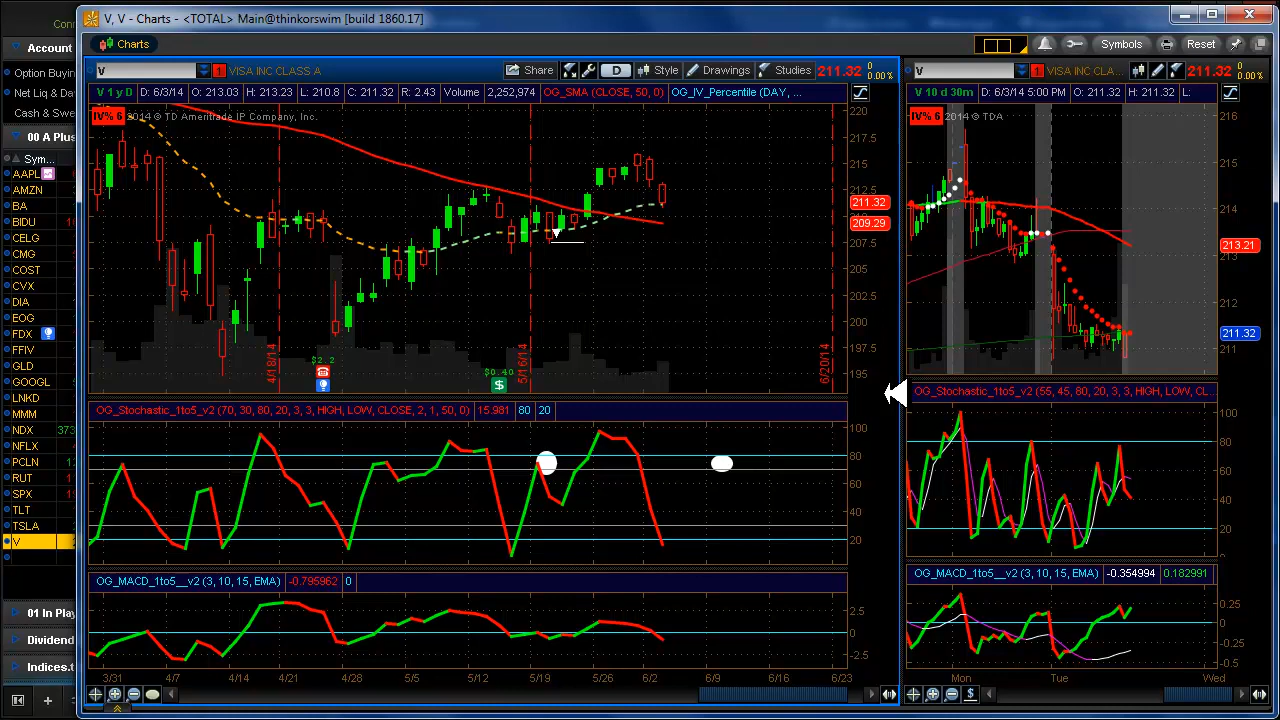 V, V - Charts - <TOTAL> Main@thinkorswim [build 1860.17]
Charts
Symbols
Reset
Account
Option Buyin
Net Liq & Da
Cash & Swe
00 A Plus
Sym...
AAPL
AMZN
BA
BIDU
CELG
CMG
COST
CVX
DIA
EOG
FDX
FFIV
GLD
GOOGL
LNKD
MMM
NDX 373
NFLX
PCLN
RUT
SPX
TLT
TSLA
V
01 In Play
Dividend
Indices.t
V
1
VISA INC CLASS A
Share
D
Style
Drawings
Studies
211.32
0
0.00%
V 1 y D
D: 6/3/14
O: 213.03
H: 213.23
L: 210.8
C: 211.32
R: 2.43
Volume
2,252,974
OG_SMA (CLOSE, 50, 0)
OG_IV_Percentile (DAY, ...
IV% 6
2014 © TD Ameritrade IP Company, Inc.
220
217.5
215
212.5
211.32
209.29
207.5
205
202.5
200
197.5
195
4/18/14
5/16/14
6/20/14
$2.2
$0.40
$
OG_Stochastic_1to5_v2 (70, 30, 80, 20, 3, 3, HIGH, LOW, CLOSE, 2, 1, 50, 0)
15.981
80
20
100
80
60
40
20
OG_MACD_1to5__v2 (3, 10, 15, EMA)
-0.795962
0
2.5
0
-2.5
3/31
4/7
4/14
4/21
4/28
5/5
5/12
5/19
5/26
6/2
6/9
6/16
6/23
V
1
VISA INC CLA...
211.32
0
0.00%
V 10 d 30m
D: 6/3/14 5:00 PM
O: 211.32
H: 211.32
L:
IV% 6
2014 © TDA
216
215
214
213.21
213
212
211.32
211
OG_Stochastic_1to5_v2 (55, 45, 80, 20, 3, 3, HIGH, LOW, CL...
100
80
60
40
20
0
OG_MACD_1to5__v2 (3, 10, 15, EMA)
-0.354994
0.182991
0.25
0
-0.25
-0.5
Mon
Tue
Wed
$